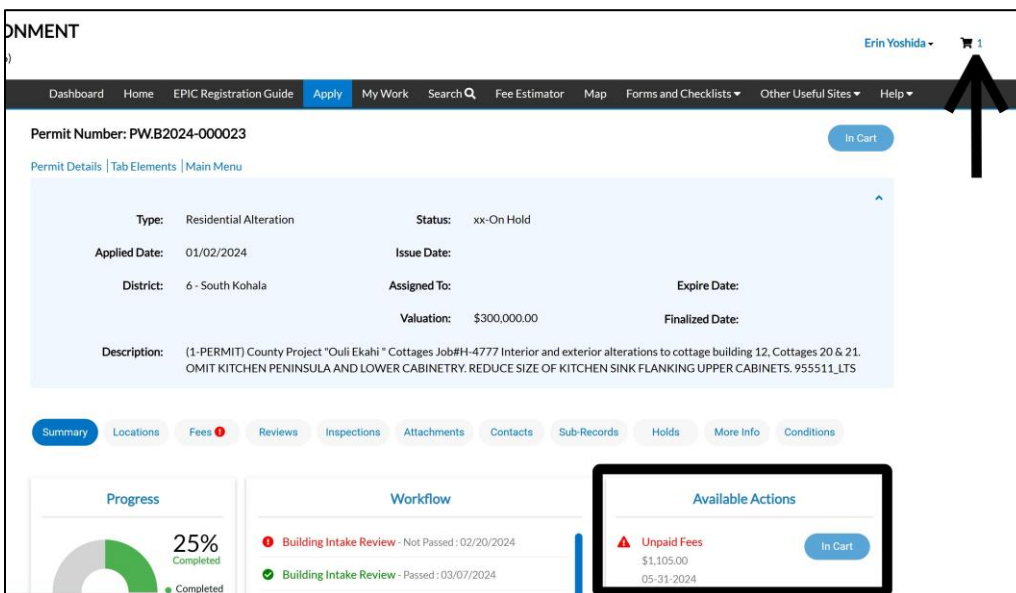 ONMENT
Erin Yoshida
1
Dashboard Home EPIC Registration Guide Apply My Work Search Fee Estimator Map Forms and Checklists Other Useful Sites Help
Permit Number: PW.B2024-000023
In Cart
Permit Details | Tab Elements | Main Menu
Type: Residential Alteration Status: xx-On Hold
Applied Date: 01/02/2024 Issue Date:
District: 6 - South Kohala Assigned To: Expire Date:
Valuation: $300,000.00 Finalized Date:
Description: (1-PERMIT) County Project "Ouli Ekahi " Cottages Job#H-4777 Interior and exterior alterations to cottage building 12, Cottages 20 & 21.
OMIT KITCHEN PENINSULA AND LOWER CABINETRY. REDUCE SIZE OF KITCHEN SINK FLANKING UPPER CABINETS. 955511_LTS
Summary Locations Fees Reviews Inspections Attachments Contacts Sub-Records Holds More Info Conditions
Progress
25%
Completed
Completed
Workflow
Building Intake Review - Not Passed : 02/20/2024
Building Intake Review - Passed : 03/07/2024
Available Actions
Unpaid Fees
$1,105.00
05-31-2024
In Cart